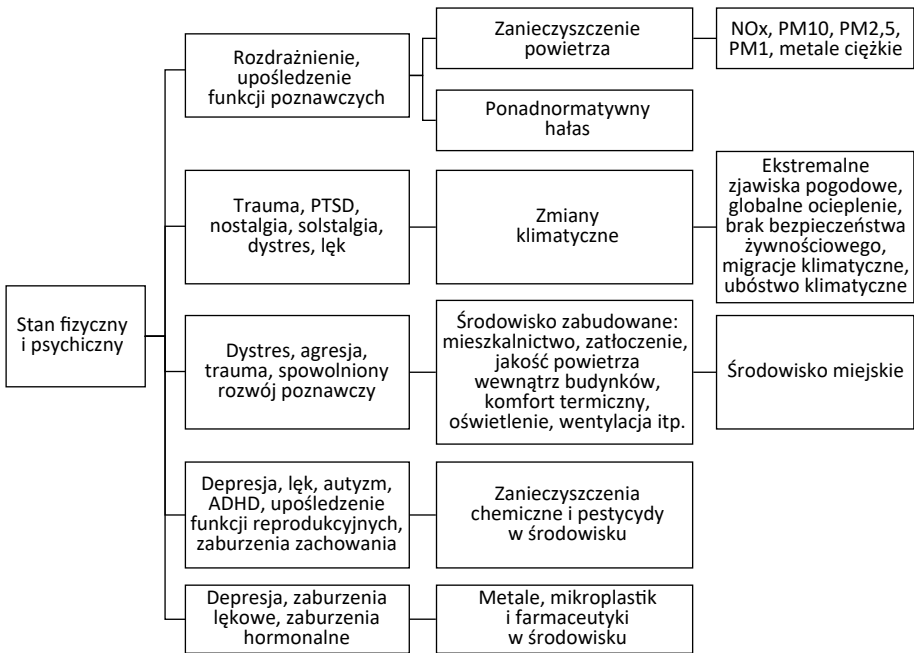 Stan fizyczny
i psychiczny
Rozdrażnienie,
upośledzenie
funkcji poznawczych
Zanieczyszczenie
powietrza
NOx, PM10, PM2,5,
PM1, metale ciężkie
Ponadnormatywny
hałas
Trauma, PTSD,
nostalgia, solstalgia,
dystres, lęk
Zmiany
klimatyczne
Ekstremalne
zjawiska pogodowe,
globalne ocieplenie,
brak bezpieczeństwa
żywnościowego,
migracje klimatyczne,
ubóstwo klimatyczne
Dystres, agresja,
trauma, spowolniony
rozwój poznawczy
Środowisko zabudowane:
mieszkalnictwo, zatłoczenie,
jakość powietrza
wewnątrz budynków,
komfort termiczny,
oświetlenie, wentylacja itp.
Środowisko miejskie
Depresja, lęk, autyzm,
ADHD, upośledzenie
funkcji reprodukcyjnych,
zaburzenia zachowania
Zanieczyszczenia
chemiczne i pestycydy
w środowisku
Depresja, zaburzenia
lękowe, zaburzenia
hormonalne
Metale, mikroplastik
i farmaceutyki
w środowisku